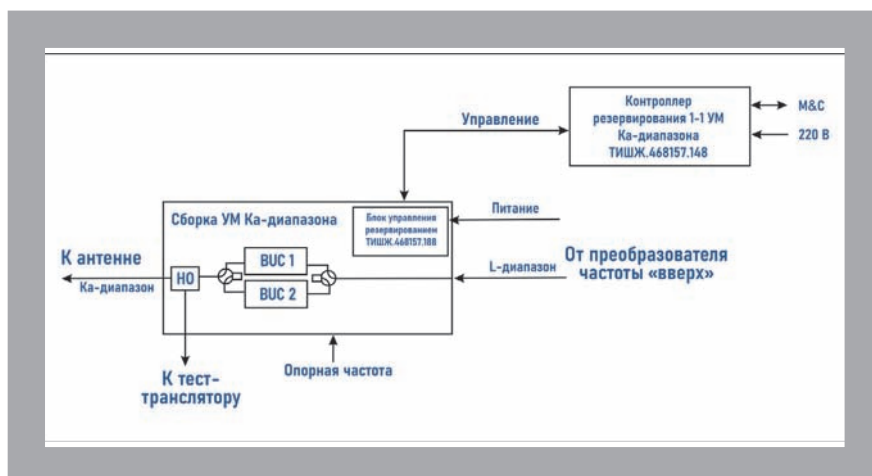 Контроллер
резервирования 1-1 УМ
Ка-диапазона
ТИШЖ.468157.148
M&C
220 В
Управление
Сборка УМ Ка-диапазона
Блок управления
резервированием
ТИШЖ.468157.188
Питание
К антенне
Ка-диапазон
НО
BUC 1
BUC 2
L-диапазон
От преобразователя
частоты «вверх»
Опорная частота
К тест-
транслятору